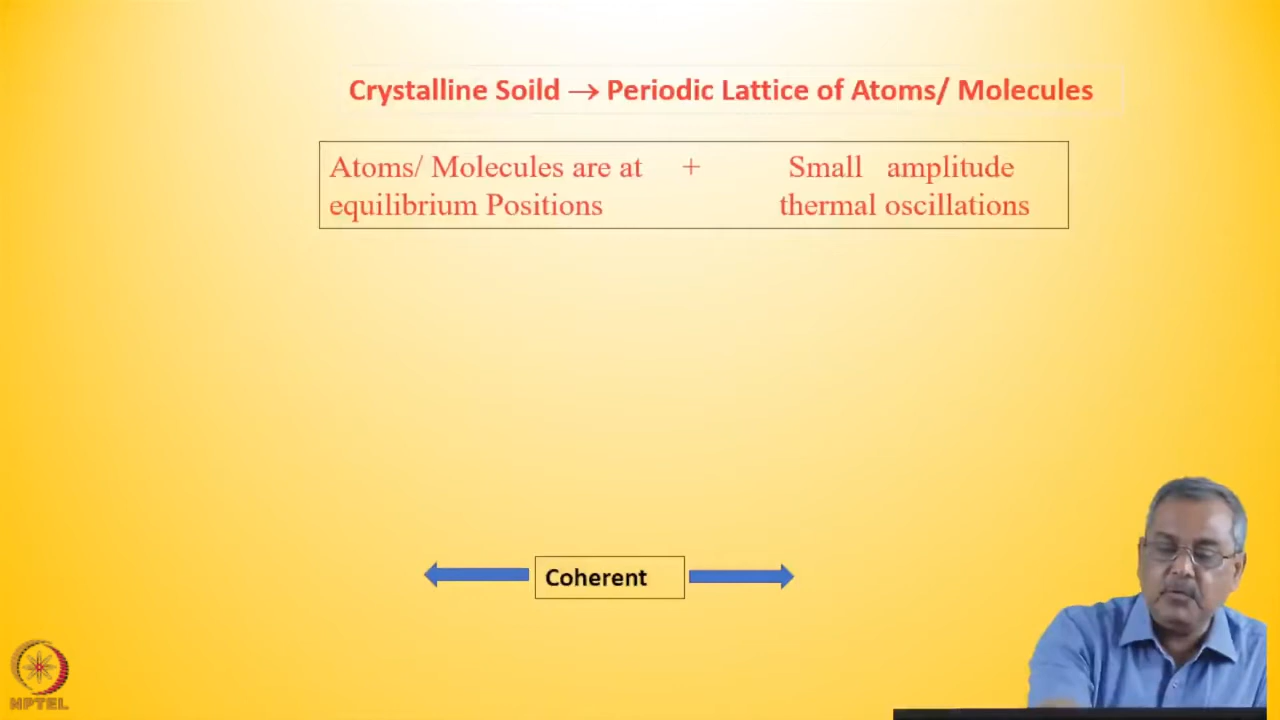 Crystalline Soild → Periodic Lattice of Atoms/ Molecules
Atoms/ Molecules are at + Small amplitude
equilibrium Positions thermal oscillations
Coherent
NPTEL